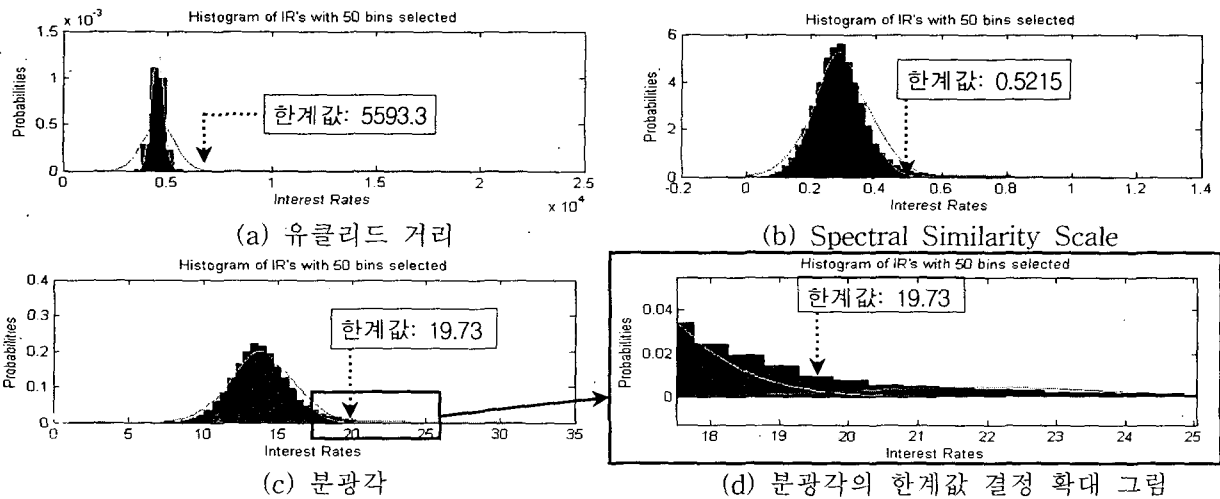 Histogram of IR's with 50 bins selected
x 10⁻³
1.5
1
0.5
0
Probabilities
한계값: 5593.3
0 0.5 1 1.5 2 2.5
x 10⁴
Interest Rates
(a) 유클리드 거리
Histogram of IR's with 50 bins selected
6
4
2
0
Probabilities
한계값: 0.5215
-0.2 0 0.2 0.4 0.6 0.8 1 1.2 1.4
Interest Rates
(b) Spectral Similarity Scale
Histogram of IR's with 50 bins selected
0.4
0.3
0.2
0.1
0
Probabilities
한계값: 19.73
0 5 10 15 20 25 30 35
Interest Rates
(c) 분광각
Histogram of IR's with 50 bins selected
0.04
0.02
0
Probabilities
한계값: 19.73
18 19 20 21 22 23 24 25
Interest Rates
(d) 분광각의 한계값 결정 확대 그림